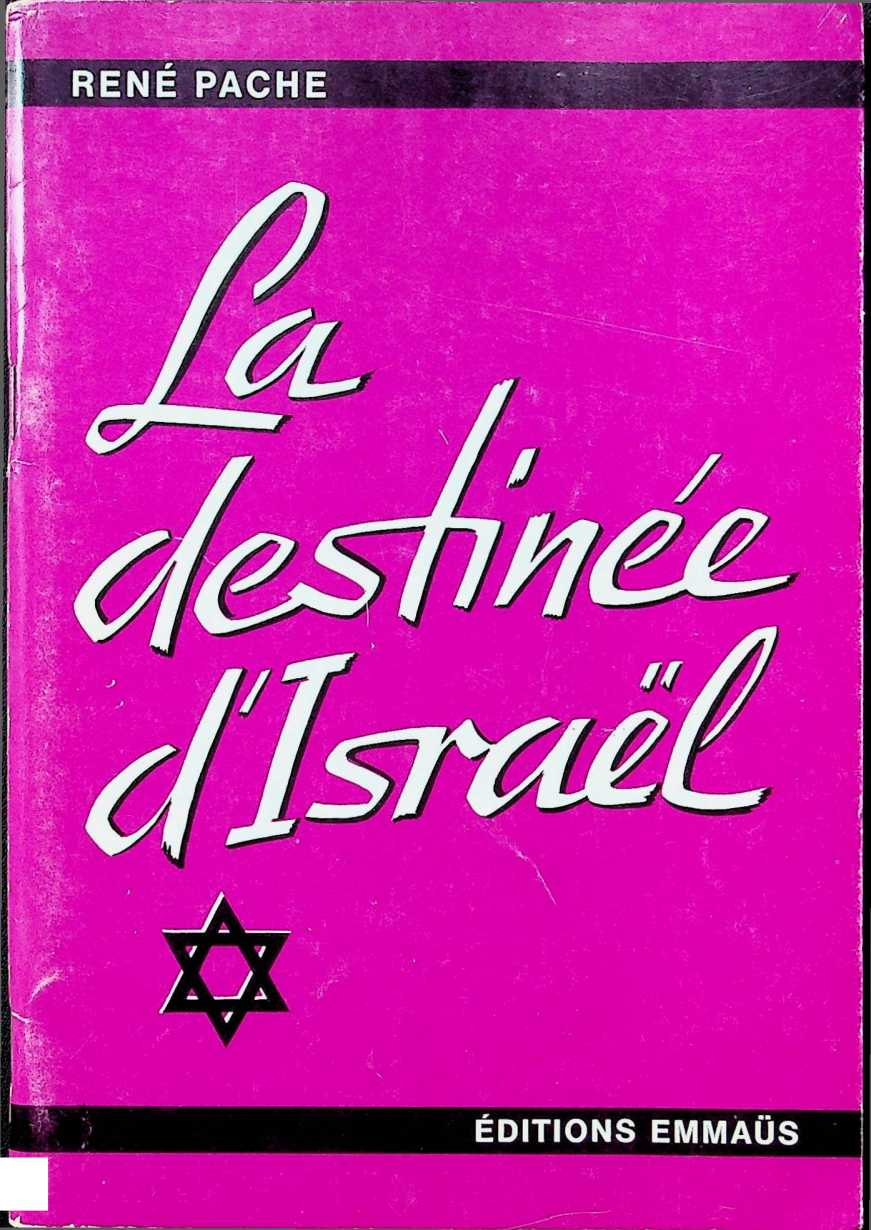 RENÉ PACHE
La
destinée
d'Israël
ÉDITIONS EMMAÜS